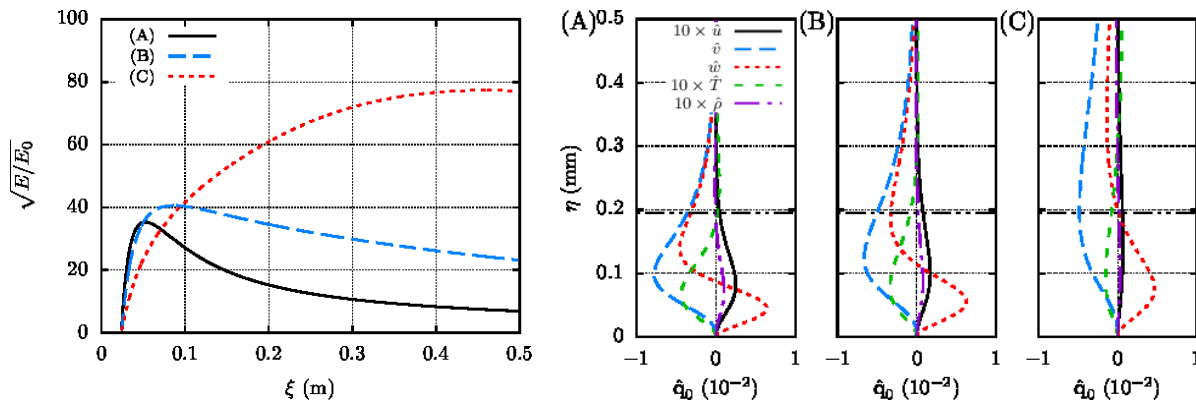 100
80
60
40
20
0
√E/E₀
(A)
(B)
(C)
0 0.1 0.2 0.3 0.4 0.5
ξ (m)
(A) (B) (C)
0.5
0.4
0.3
0.2
0.1
0
η (mm)
10 × û
v̂
ŵ
10 × T̂
10 × ρ̂
−1 0 1 −1 0 1 −1 0 1
q̂₀ (10⁻²) q̂₀ (10⁻²) q̂₀ (10⁻²)